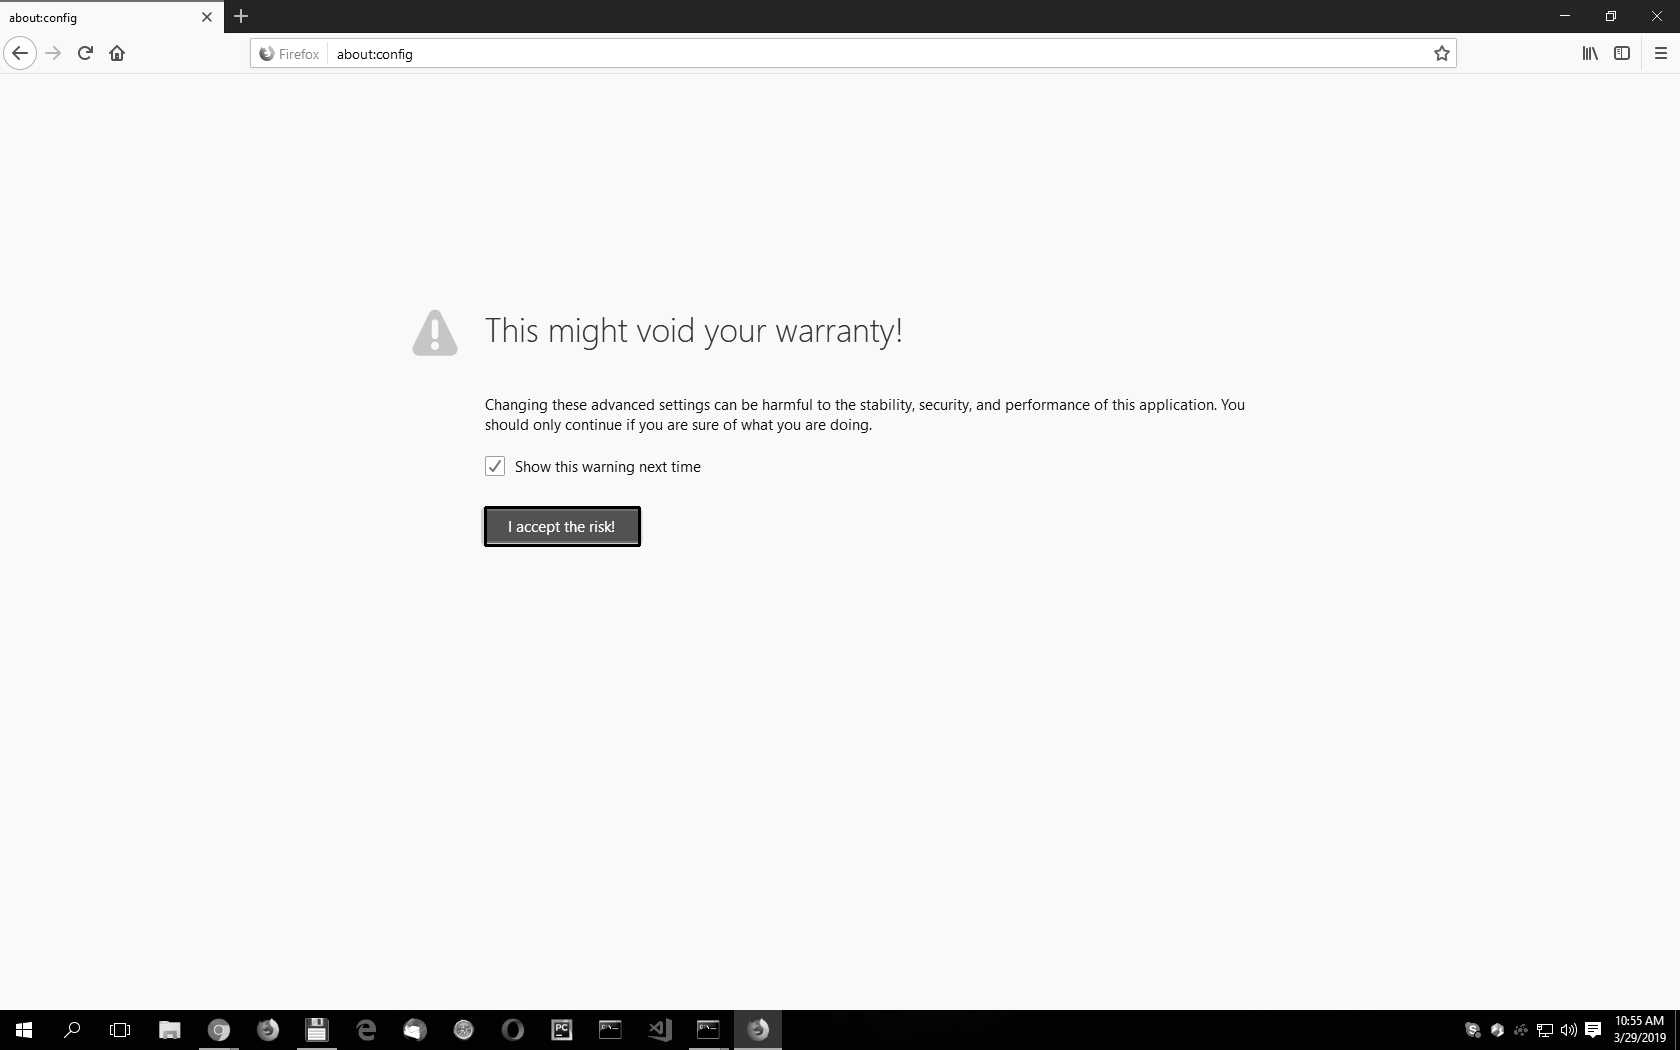 about:config
Firefox
about:config
This might void your warranty!
Changing these advanced settings can be harmful to the stability, security, and performance of this application. You
should only continue if you are sure of what you are doing.
Show this warning next time
I accept the risk!
PC
10:55 AM
3/29/2019